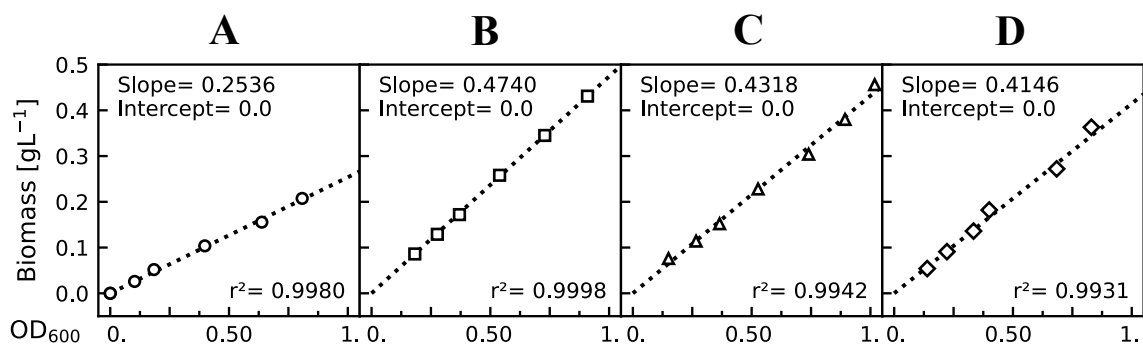 A B C D
0.5
Slope= 0.2536 Slope= 0.4740 Slope= 0.4318 Slope= 0.4146
Intercept= 0.0 Intercept= 0.0 Intercept= 0.0 Intercept= 0.0
0.4
0.3
0.2
0.1
0.0
Biomass [gL⁻¹]
r²= 0.9980 r²= 0.9998 r²= 0.9942 r²= 0.9931
OD₆₀₀ 0. 0.50 1. 0. 0.50 1. 0. 0.50 1. 0. 0.50 1.